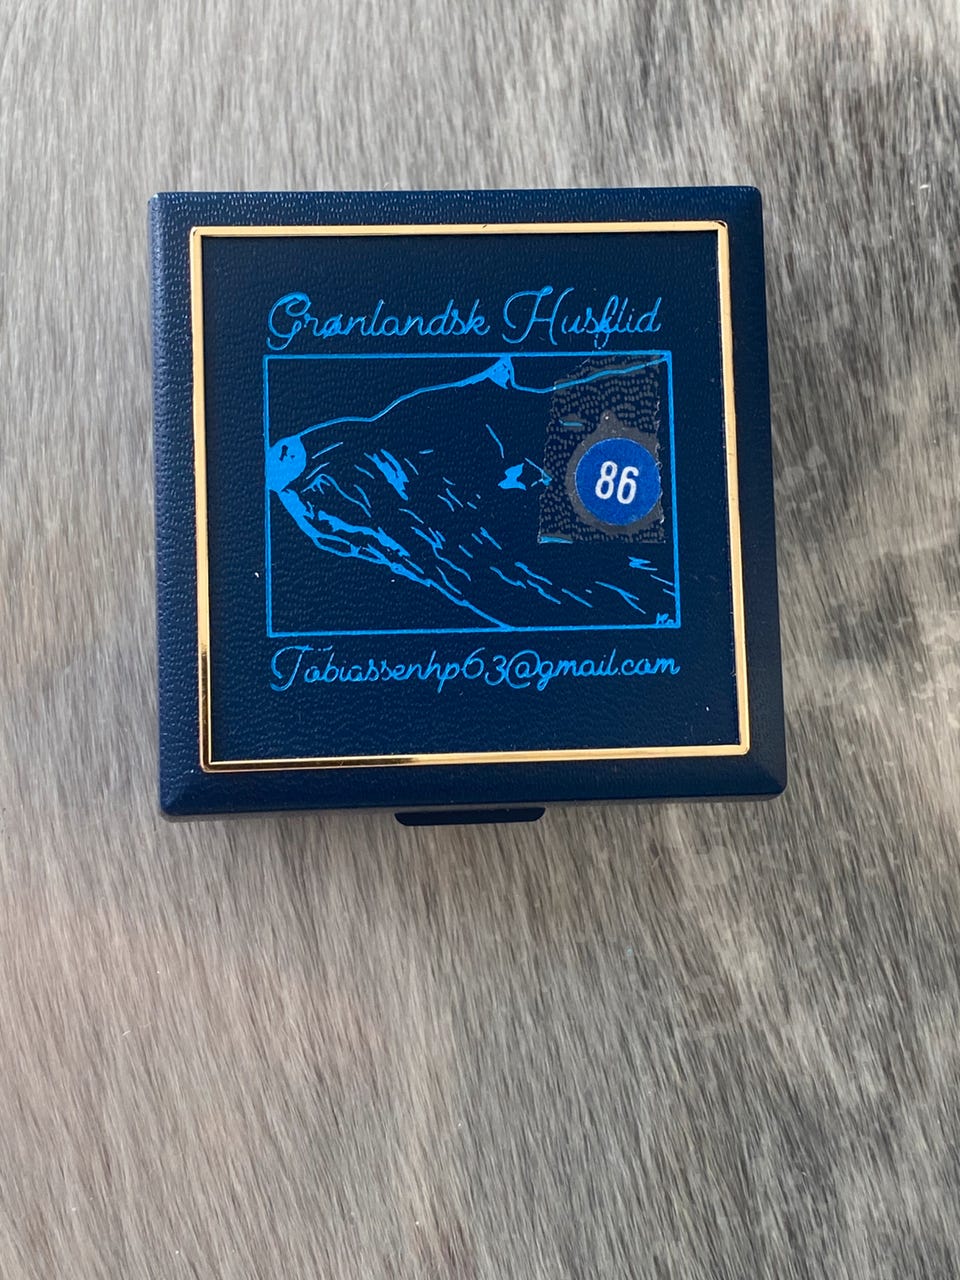 Grønlandsk Husflid
86
Tobiassenhp63@gmail.com